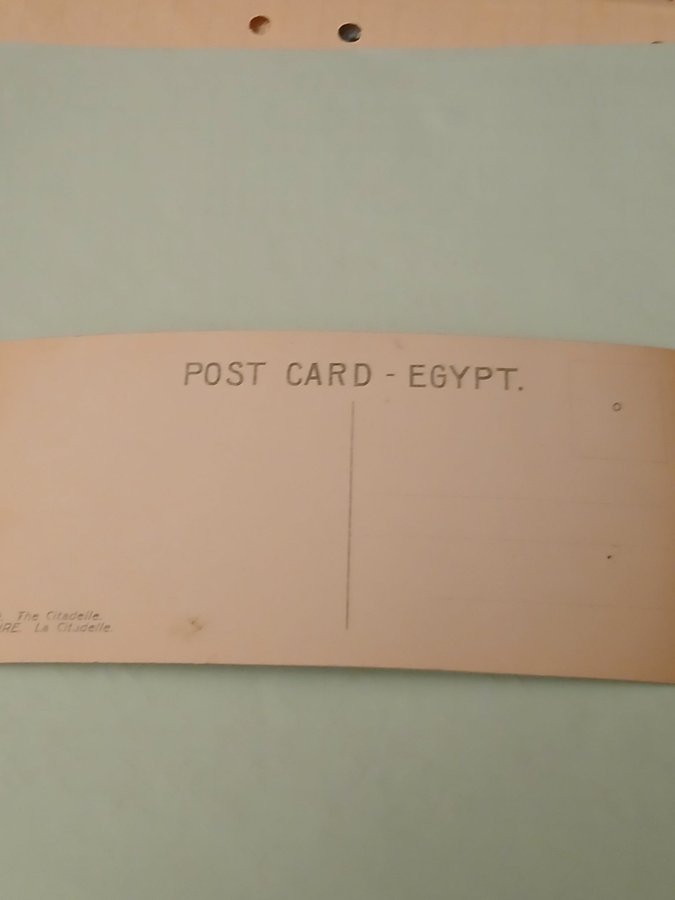 POST CARD - EGYPT.
The Citadelle.
La Citadelle.